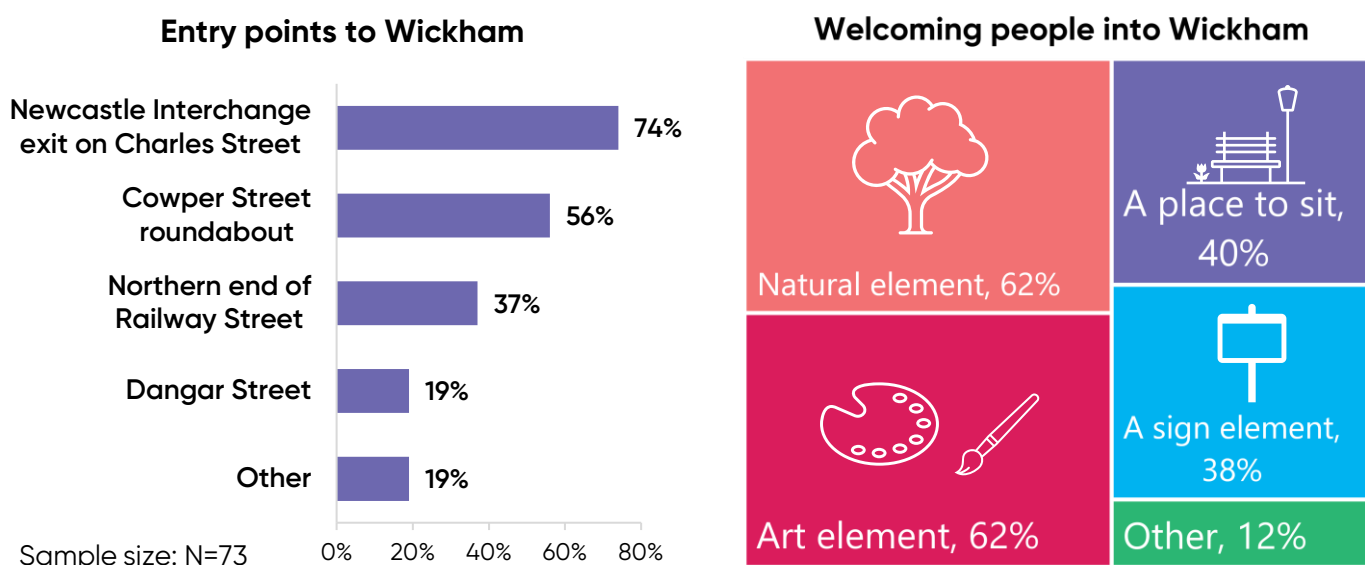 Entry points to Wickham
Newcastle Interchange
exit on Charles Street
74%
Cowper Street
roundabout
56%
Northern end of
Railway Street
37%
Dangar Street
19%
Other
19%
0%
20%
40%
60%
80%
Sample size: N=73
Welcoming people into Wickham
Natural element, 62%
A place to sit,
40%
Art element, 62%
A sign element,
38%
Other, 12%